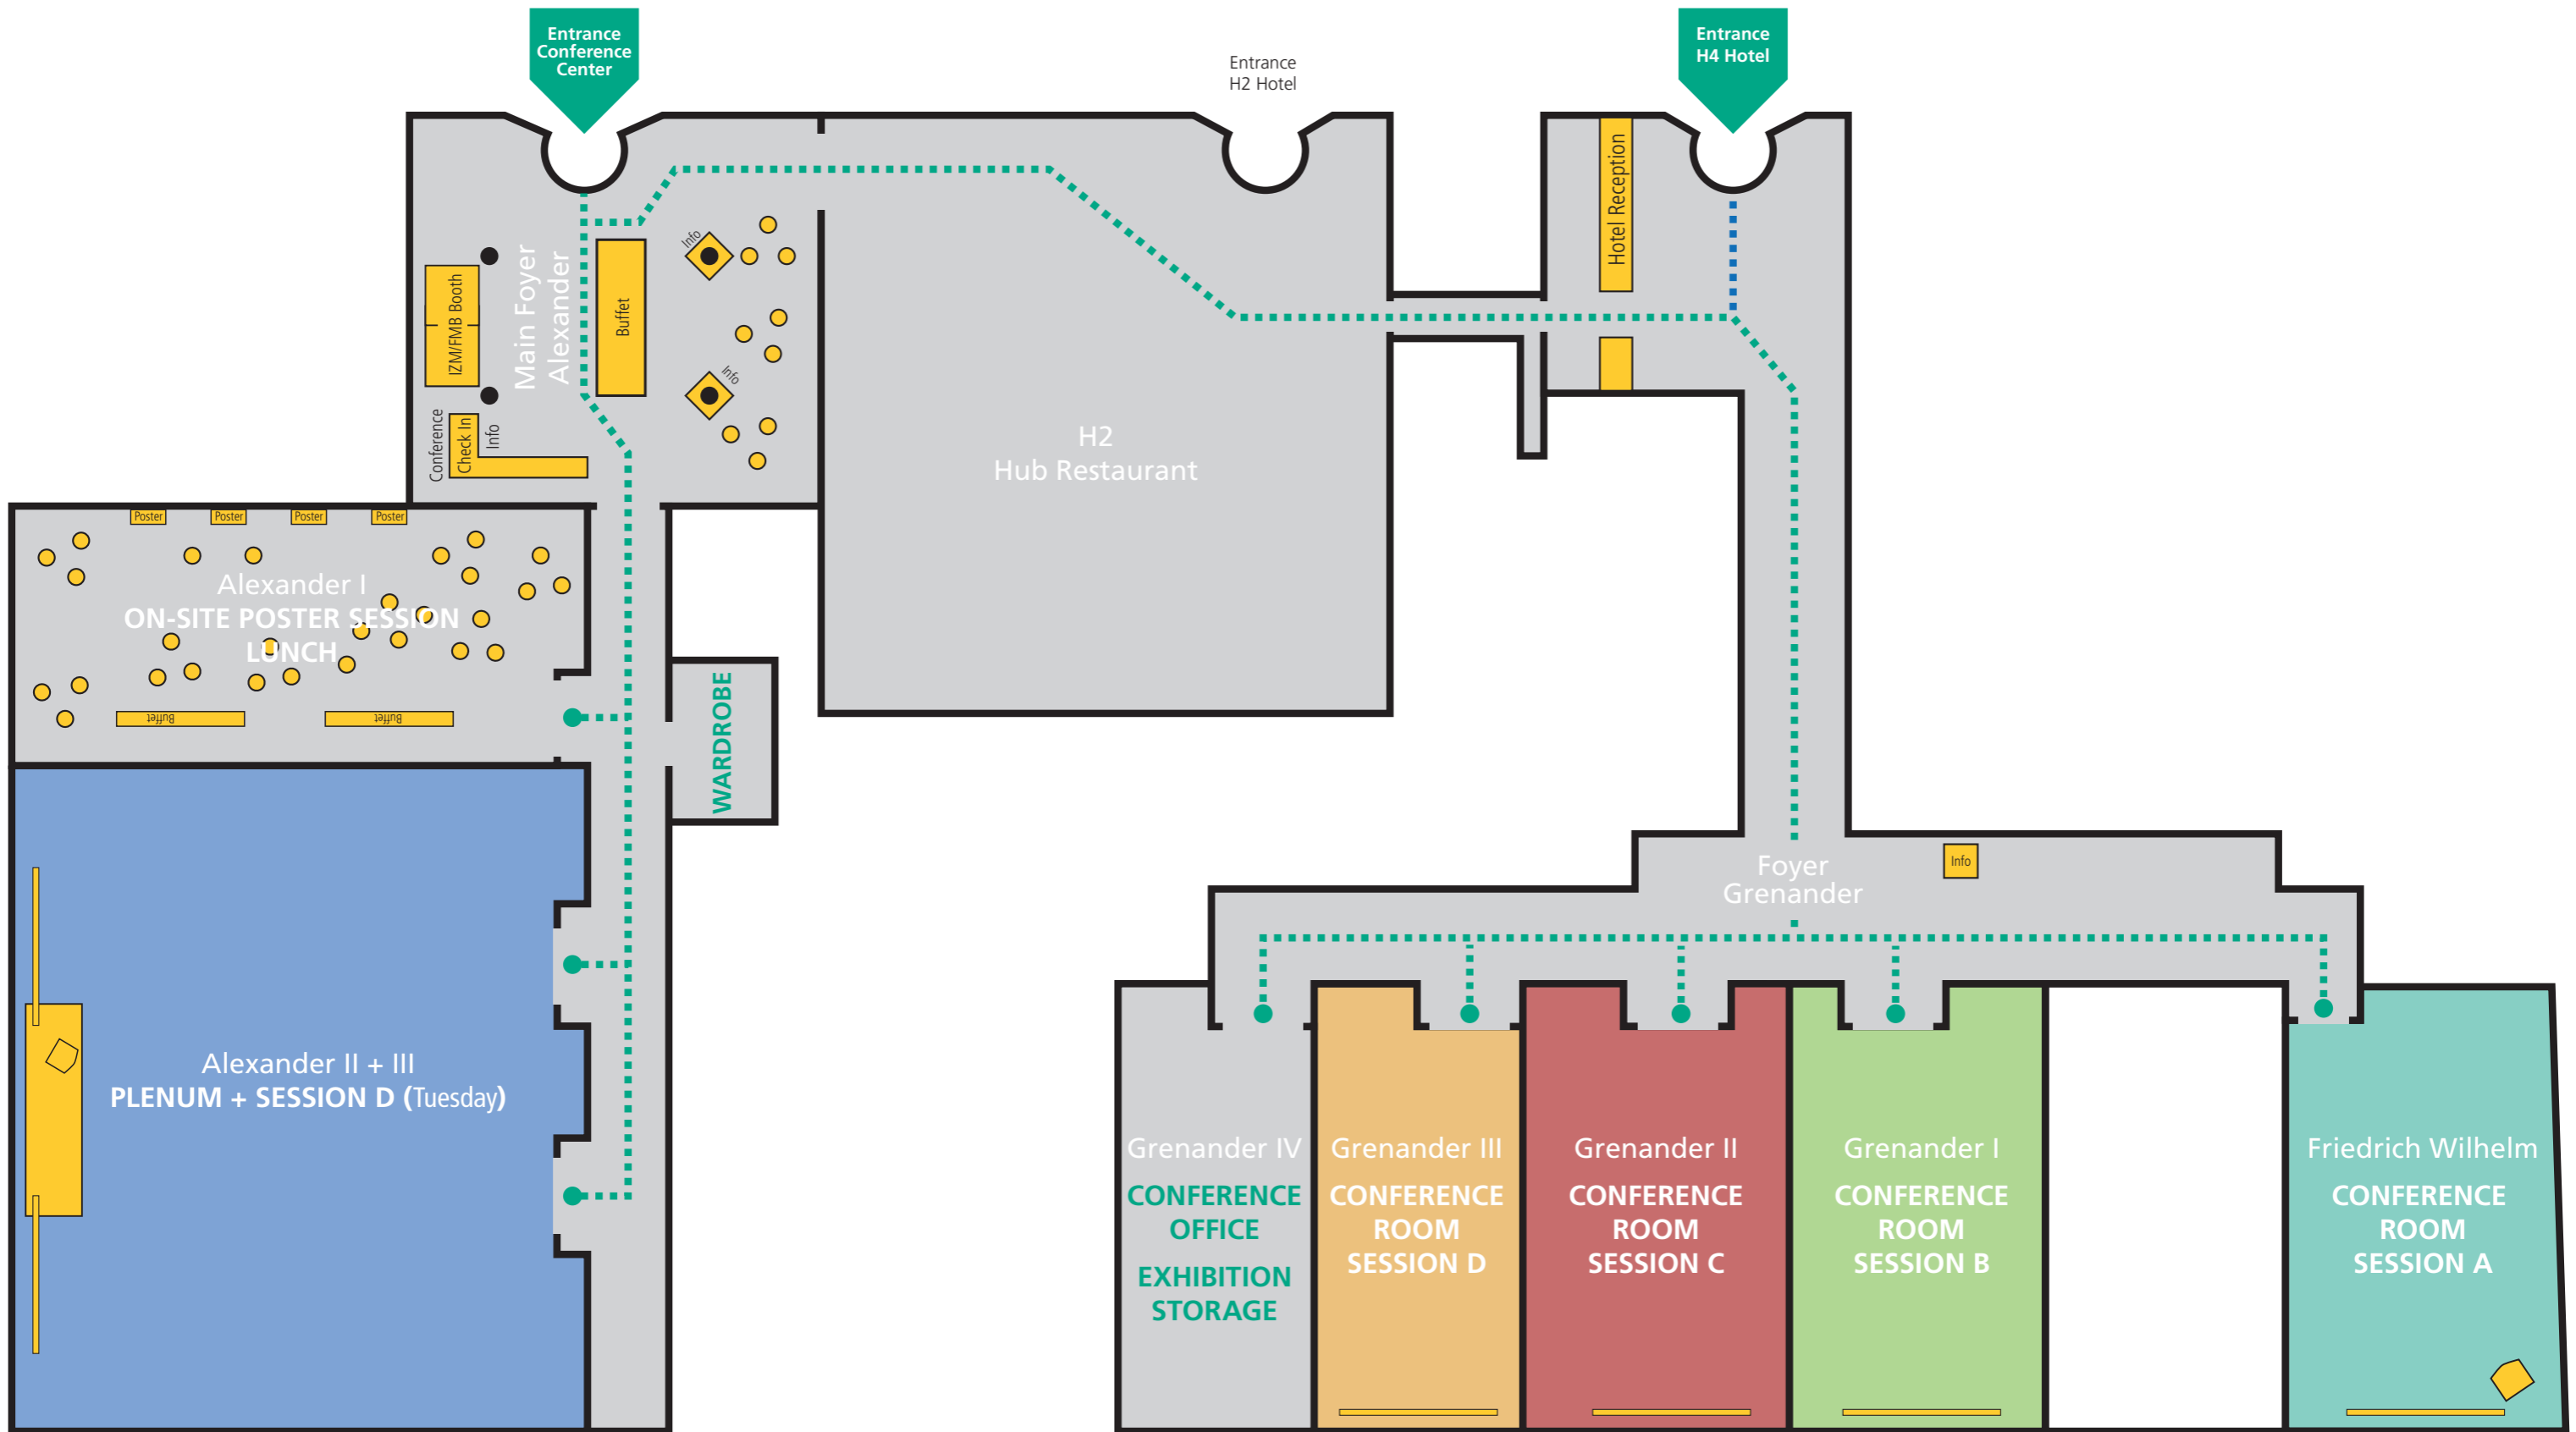 Entrance
Conference
Center
Entrance
H2 Hotel
Entrance
H4 Hotel
Hotel Reception
Info
IZM/FMB Booth
Main Foyer
Alexander
Buffet
Info
Conference
Check In
Info
H2
Hub Restaurant
Poster
Poster
Poster
Poster
Alexander I
ON-SITE POSTER SESSION
LUNCH
Buffet
Buffet
WARDROBE
Foyer
Grenander
Info
Alexander II + III
PLENUM + SESSION D (Tuesday)
Grenander IV
CONFERENCE
OFFICE
EXHIBITION
STORAGE
Grenander III
CONFERENCE
ROOM
SESSION D
Grenander II
CONFERENCE
ROOM
SESSION C
Grenander I
CONFERENCE
ROOM
SESSION B
Friedrich Wilhelm
CONFERENCE
ROOM
SESSION A